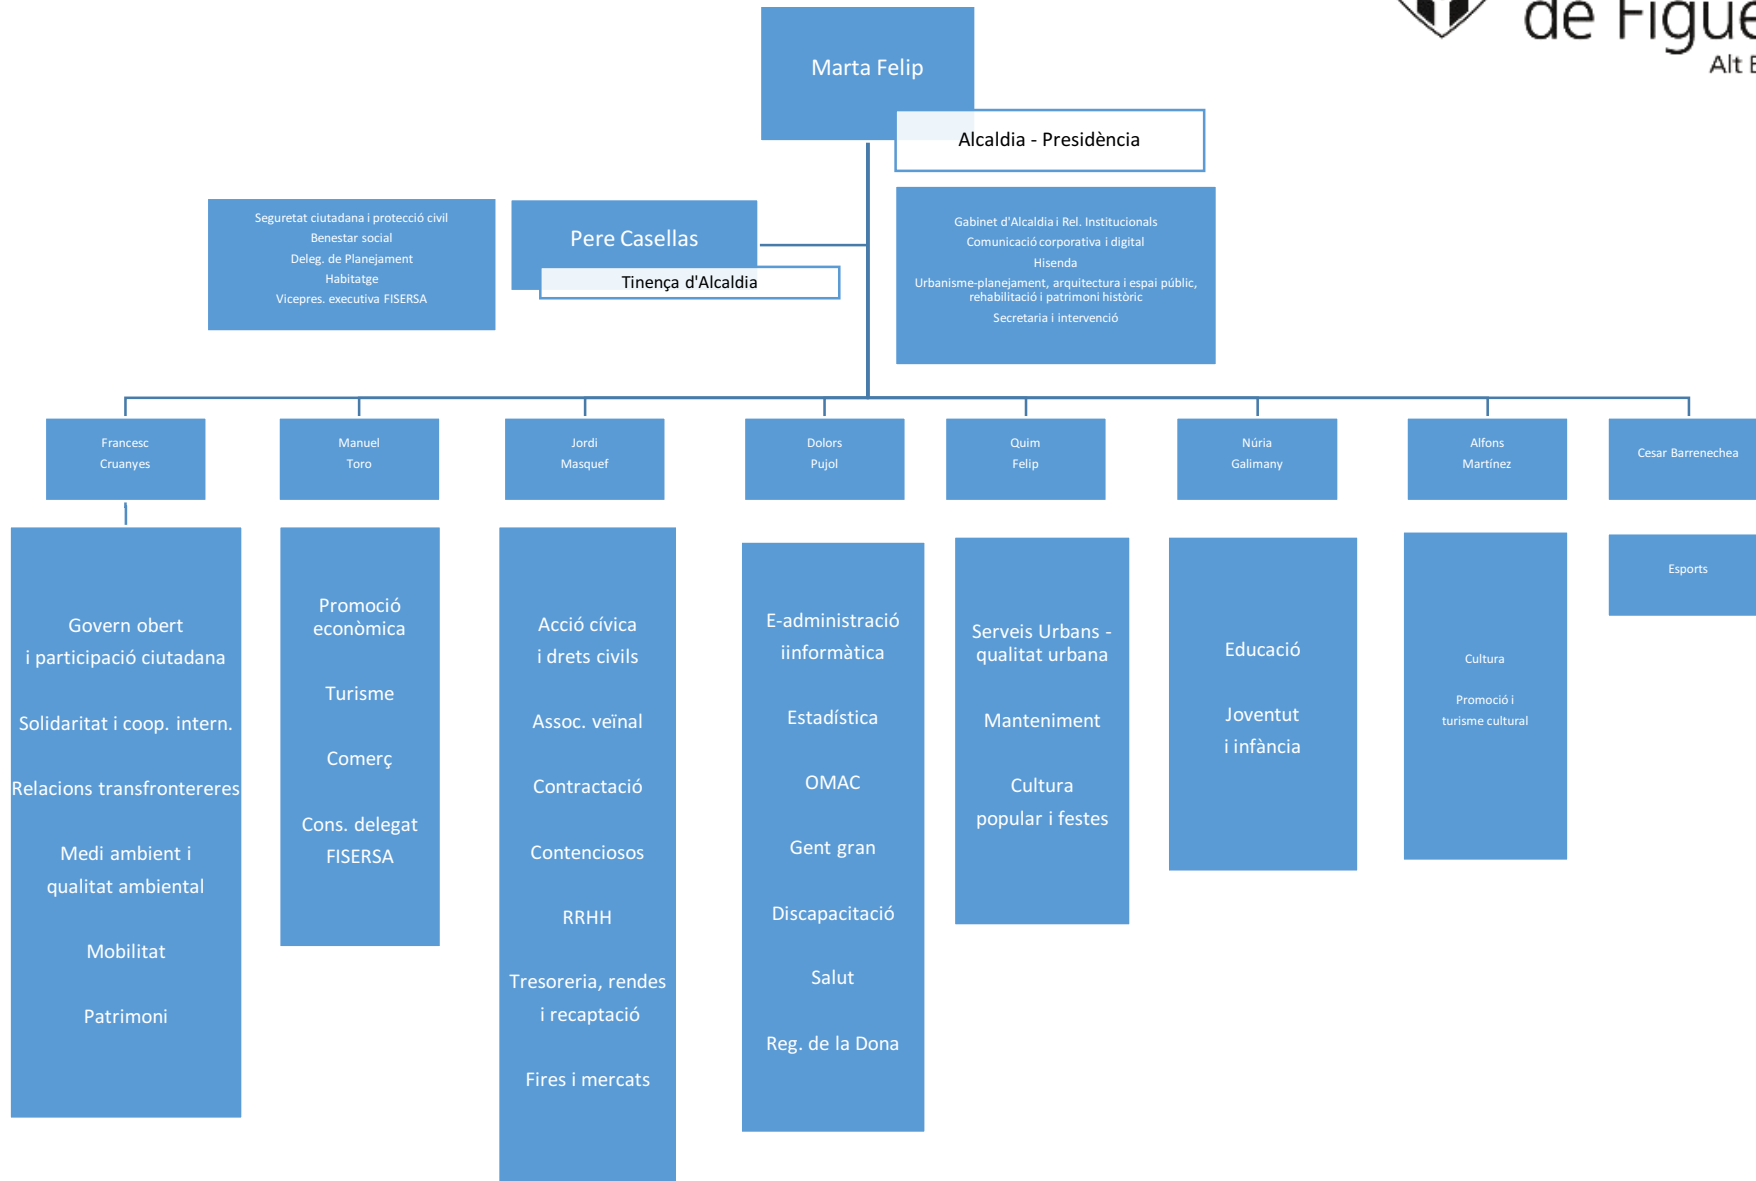 de Figue
Alt E
Marta Felip
Alcaldia - Presidència
Seguretat ciutadana i protecció civil
Benestar social
Deleg. de Planejament
Habitatge
Vicepres. executiva FISERSA
Pere Casellas
Tinença d'Alcaldia
Gabinet d'Alcaldia i Rel. Institucionals
Comunicació corporativa i digital
Hisenda
Urbanisme-planejament, arquitectura i espai públic,
rehabilitació i patrimoni històric
Secretaria i intervenció
Francesc
Cruanyes
Manuel
Toro
Jordi
Masquef
Dolors
Pujol
Quim
Felip
Núria
Galimany
Alfons
Martínez
Cesar Barrenechea
Govern obert
i participació ciutadana
Solidaritat i coop. intern.
Relacions transfrontereres
Medi ambient i
qualitat ambiental
Mobilitat
Patrimoni
Promoció
econòmica
Turisme
Comerç
Cons. delegat
FISERSA
Acció cívica
i drets civils
Assoc. veïnal
Contractació
Contenciosos
RRHH
Tresoreria, rendes
i recaptació
Fires i mercats
E-administració
iinformàtica
Estadística
OMAC
Gent gran
Discapacitació
Salut
Reg. de la Dona
Serveis Urbans -
qualitat urbana
Manteniment
Cultura
popular i festes
Educació
Joventut
i infància
Cultura
Promoció i
turisme cultural
Esports